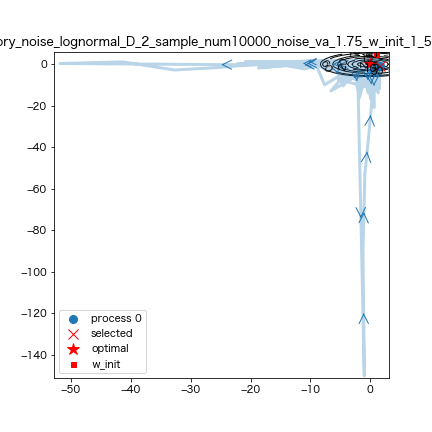 ory_noise_lognormal_D_2_sample_num10000_noise_va_1.75_w_init_1_5
0
−20
−40
−60
−80
−100
−120
−140
−50
−40
−30
−20
−10
0
process 0
selected
optimal
w_init